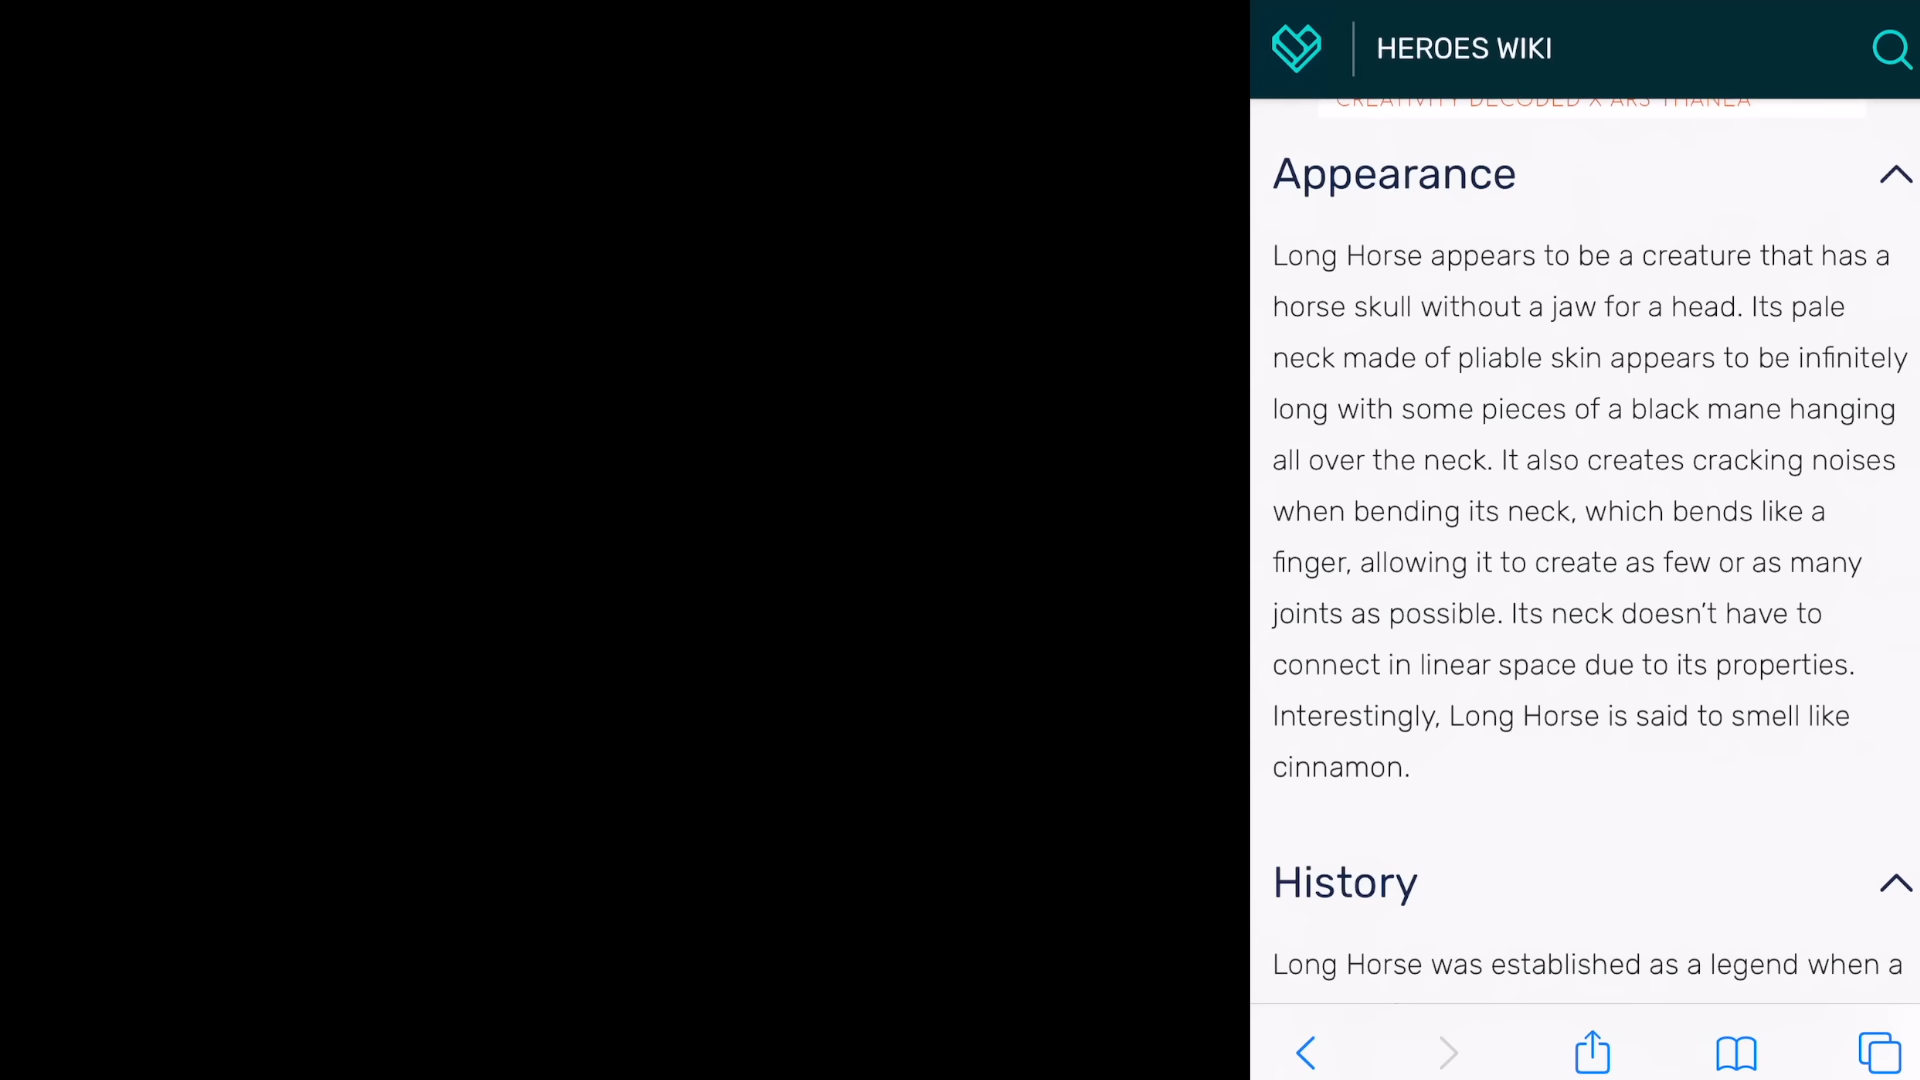 HEROES WIKI
CREATIVITY DECODED X ARS THANEA
Appearance
Long Horse appears to be a creature that has a
horse skull without a jaw for a head. Its pale
neck made of pliable skin appears to be infinitely
long with some pieces of a black mane hanging
all over the neck. It also creates cracking noises
when bending its neck, which bends like a
finger, allowing it to create as few or as many
joints as possible. Its neck doesn't have to
connect in linear space due to its properties.
Interestingly, Long Horse is said to smell like
cinnamon.
History
Long Horse was established as a legend when a